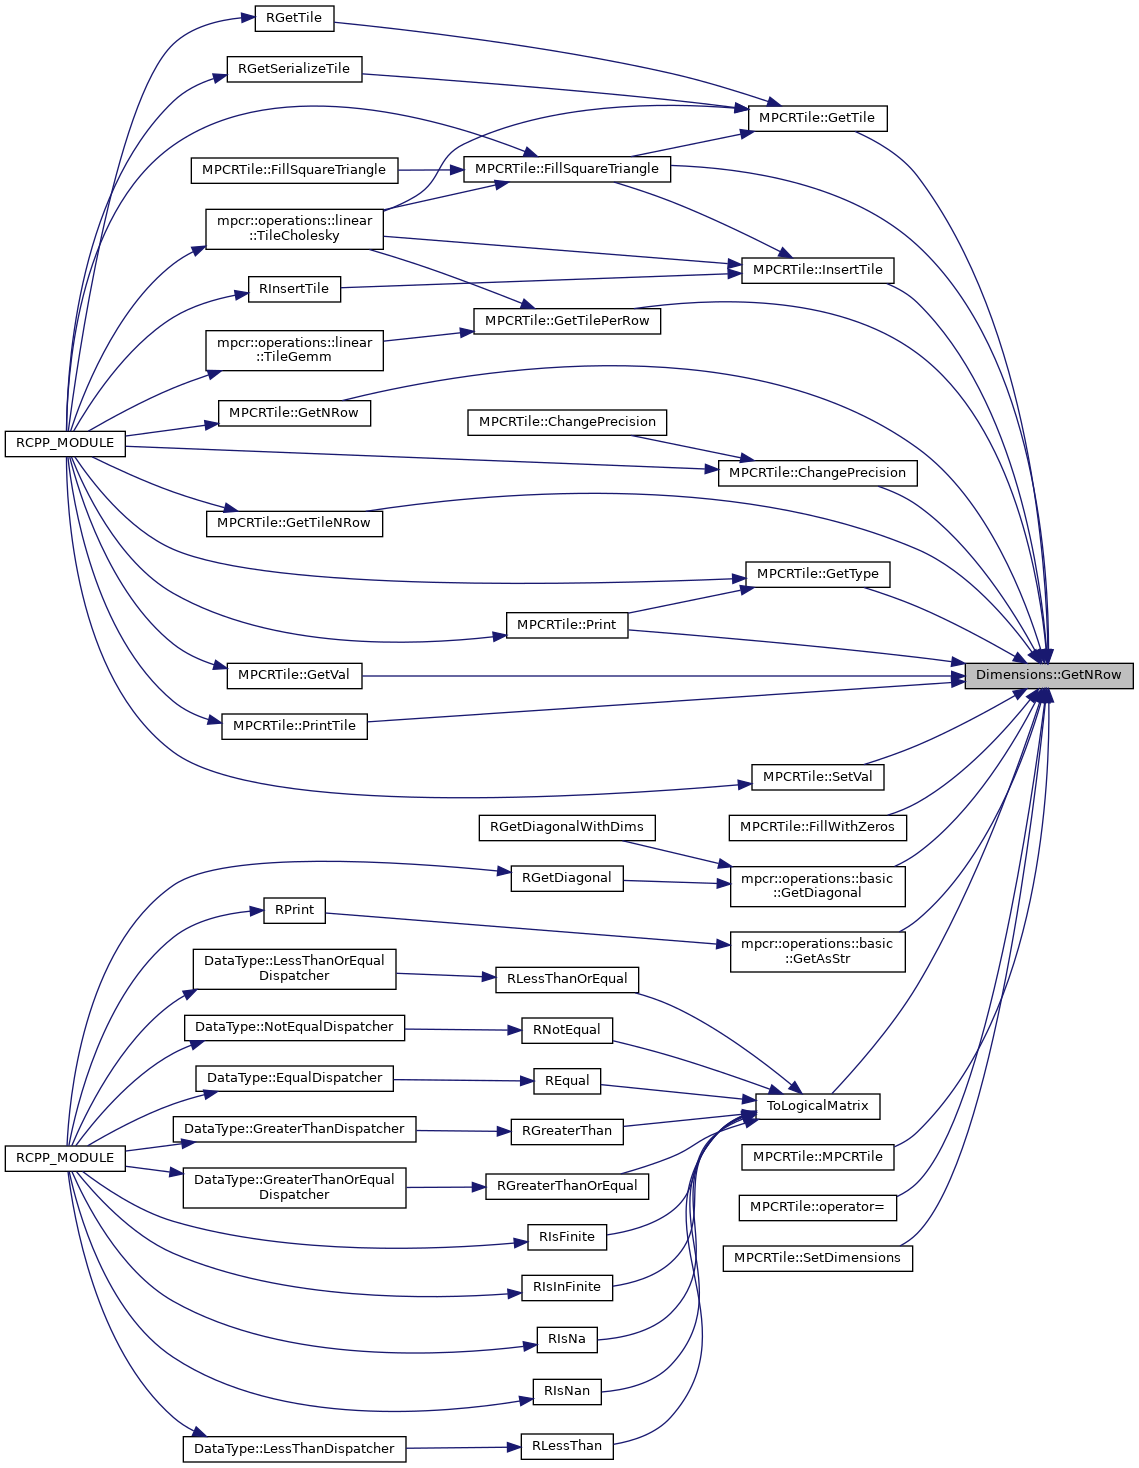 RGetTile
RGetSerializeTile
MPCRTile::GetTile
MPCRTile::FillSquareTriangle
MPCRTile::FillSquareTriangle
mpcr::operations::linear
::TileCholesky
MPCRTile::InsertTile
RInsertTile
MPCRTile::GetTilePerRow
mpcr::operations::linear
::TileGemm
MPCRTile::GetNRow
MPCRTile::ChangePrecision
RCPP_MODULE
MPCRTile::ChangePrecision
MPCRTile::GetTileNRow
MPCRTile::GetType
MPCRTile::Print
MPCRTile::GetVal
Dimensions::GetNRow
MPCRTile::PrintTile
MPCRTile::SetVal
RGetDiagonalWithDims
MPCRTile::FillWithZeros
RGetDiagonal
mpcr::operations::basic
::GetDiagonal
RPrint
mpcr::operations::basic
::GetAsStr
DataType::LessThanOrEqual
Dispatcher
RLessThanOrEqual
DataType::NotEqualDispatcher
RNotEqual
DataType::EqualDispatcher
REqual
ToLogicalMatrix
DataType::GreaterThanDispatcher
RGreaterThan
RCPP_MODULE
MPCRTile::MPCRTile
DataType::GreaterThanOrEqual
Dispatcher
RGreaterThanOrEqual
MPCRTile::operator=
RIsFinite
MPCRTile::SetDimensions
RIsInFinite
RIsNa
RIsNan
DataType::LessThanDispatcher
RLessThan